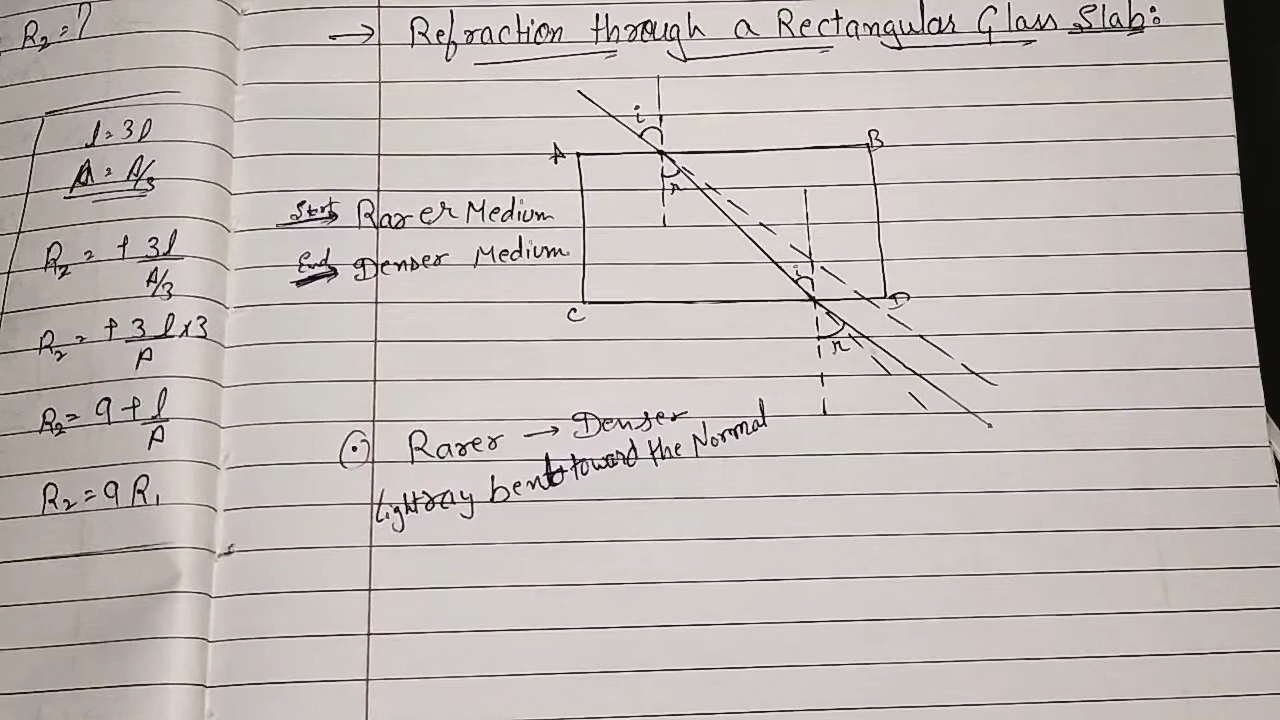 R₂ = ?
l = 3l
A = A/3
R₂ = ρ 3l
A/3
R₂ = ρ 3l×3
A
R₂ = 9 ρ l
A
R₂ = 9 R₁
→ Refraction through a Rectangular Glass Slab:
i
A
B
r
Start → Rarer Medium
End → Denser Medium
i
C
D
r
Rarer → Denser
Lightray bent toward the Normal